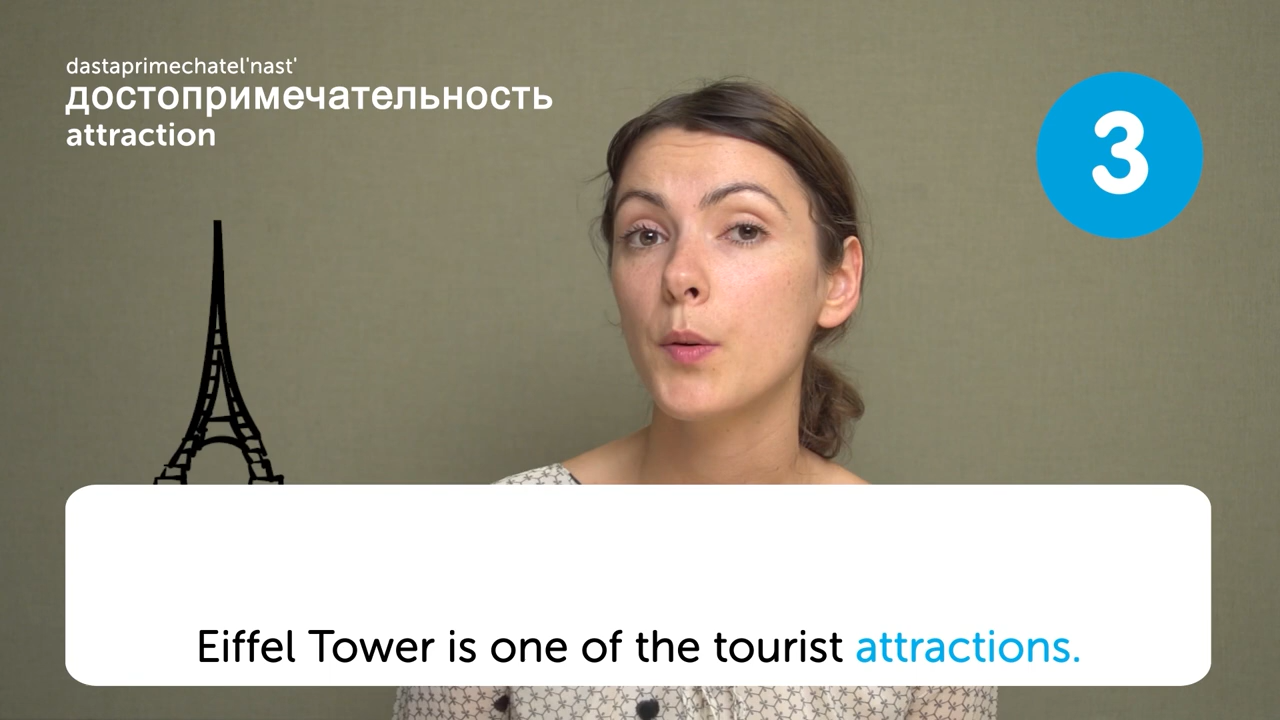 dastaprimechatel'nast'
достопримечательность
attraction
3
Eiffel Tower is one of the tourist attractions.